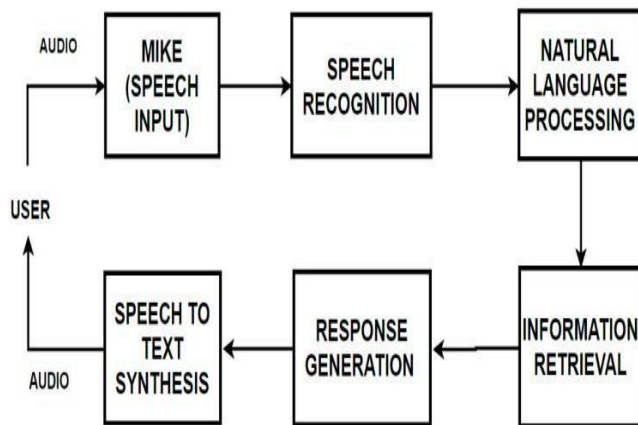 AUDIO
MIKE
(SPEECH
INPUT)
SPEECH
RECOGNITION
NATURAL
LANGUAGE
PROCESSING
USER
SPEECH TO
TEXT
SYNTHESIS
RESPONSE
GENERATION
INFORMATION
RETRIEVAL
AUDIO